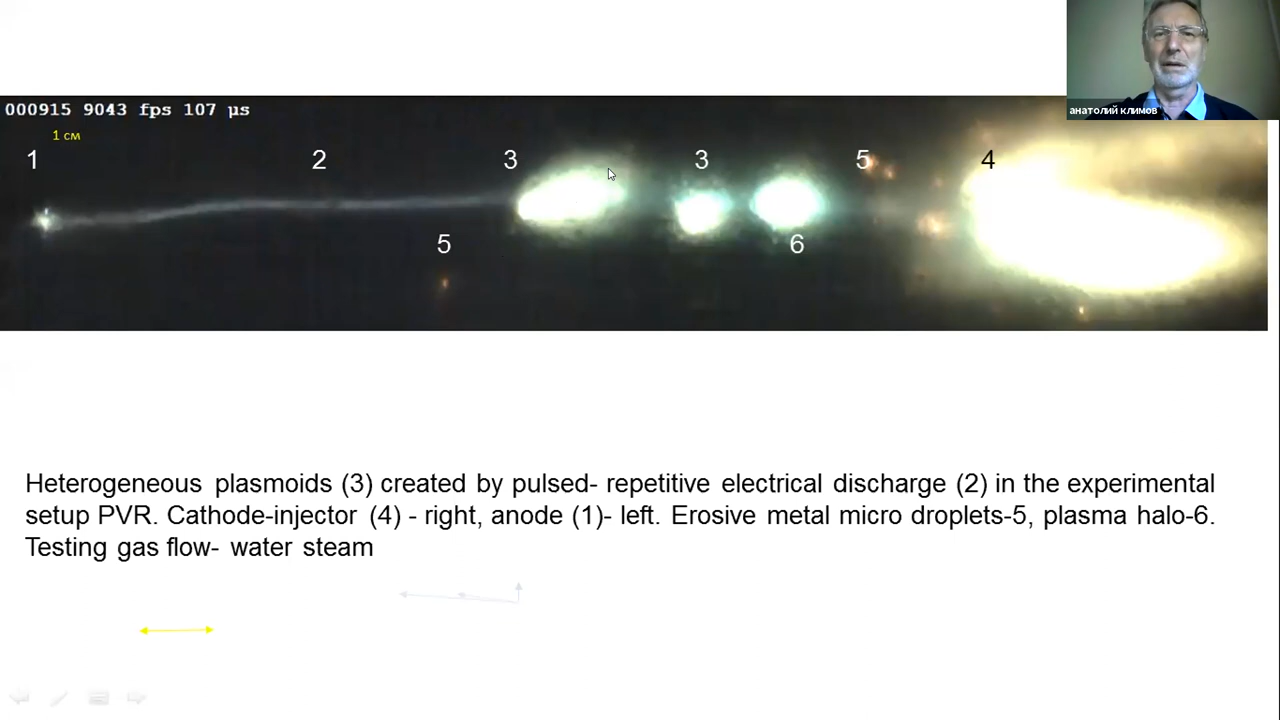 анатолий климов
000915 9043 fps 107 µs
1 см
1 2 3 3 5 4
5 6
Heterogeneous plasmoids (3) created by pulsed- repetitive electrical discharge (2) in the experimental
setup PVR. Cathode-injector (4) - right, anode (1)- left. Erosive metal micro droplets-5, plasma halo-6.
Testing gas flow- water steam